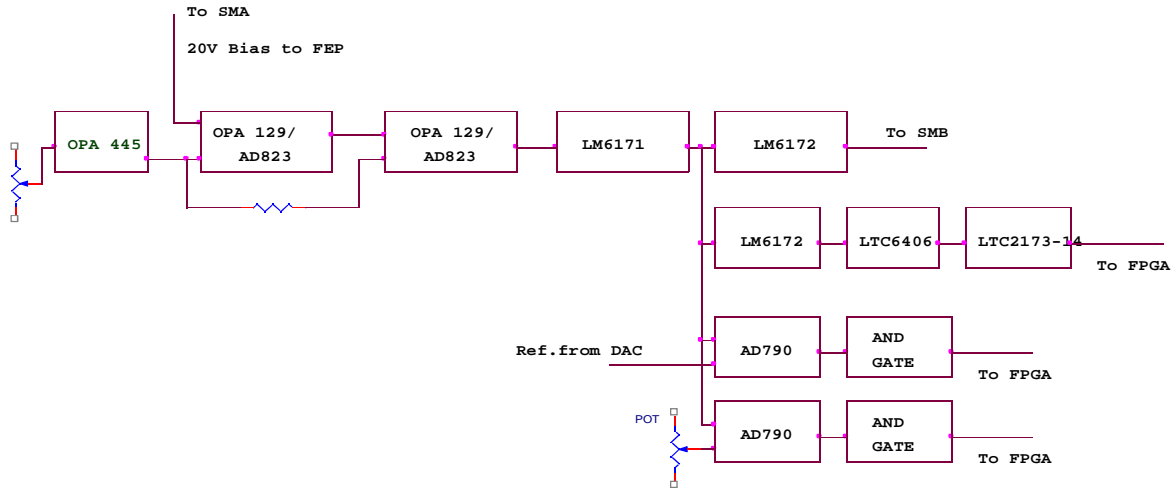 To SMA
20V Bias to FEP
OPA 445
OPA 129/
AD823
OPA 129/
AD823
LM6171
LM6172
To SMB
LM6172
LTC6406
LTC2173-14
To FPGA
Ref.from DAC
AD790
AND
GATE
To FPGA
POT
AD790
AND
GATE
To FPGA